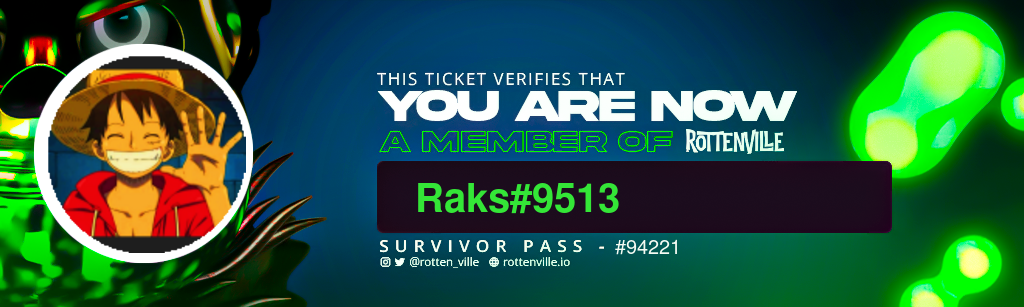 THIS TICKET VERIFIES THAT
YOU ARE NOW
A MEMBER OF ROTTENVILLE
Raks#9513
SURVIVOR PASS - #94221
@rotten_ville rottenville.io